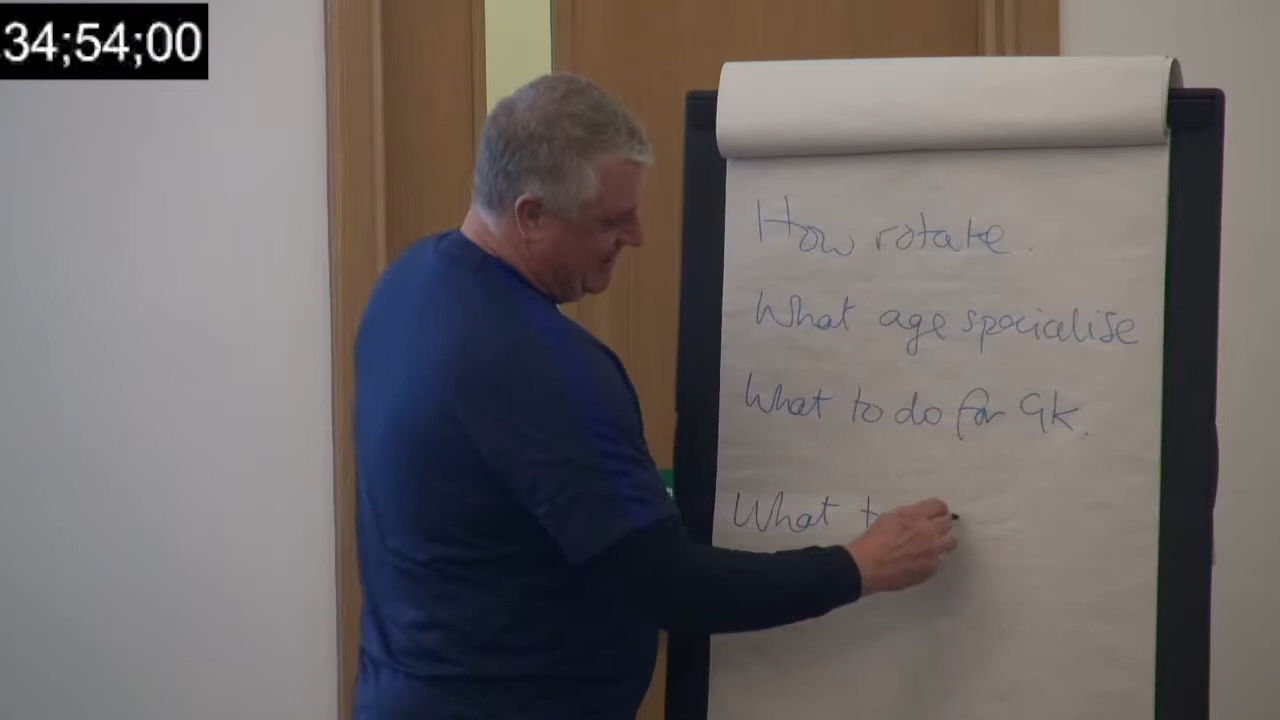 34;54;00
How rotate.
What age specialise
What to do for GK.
What